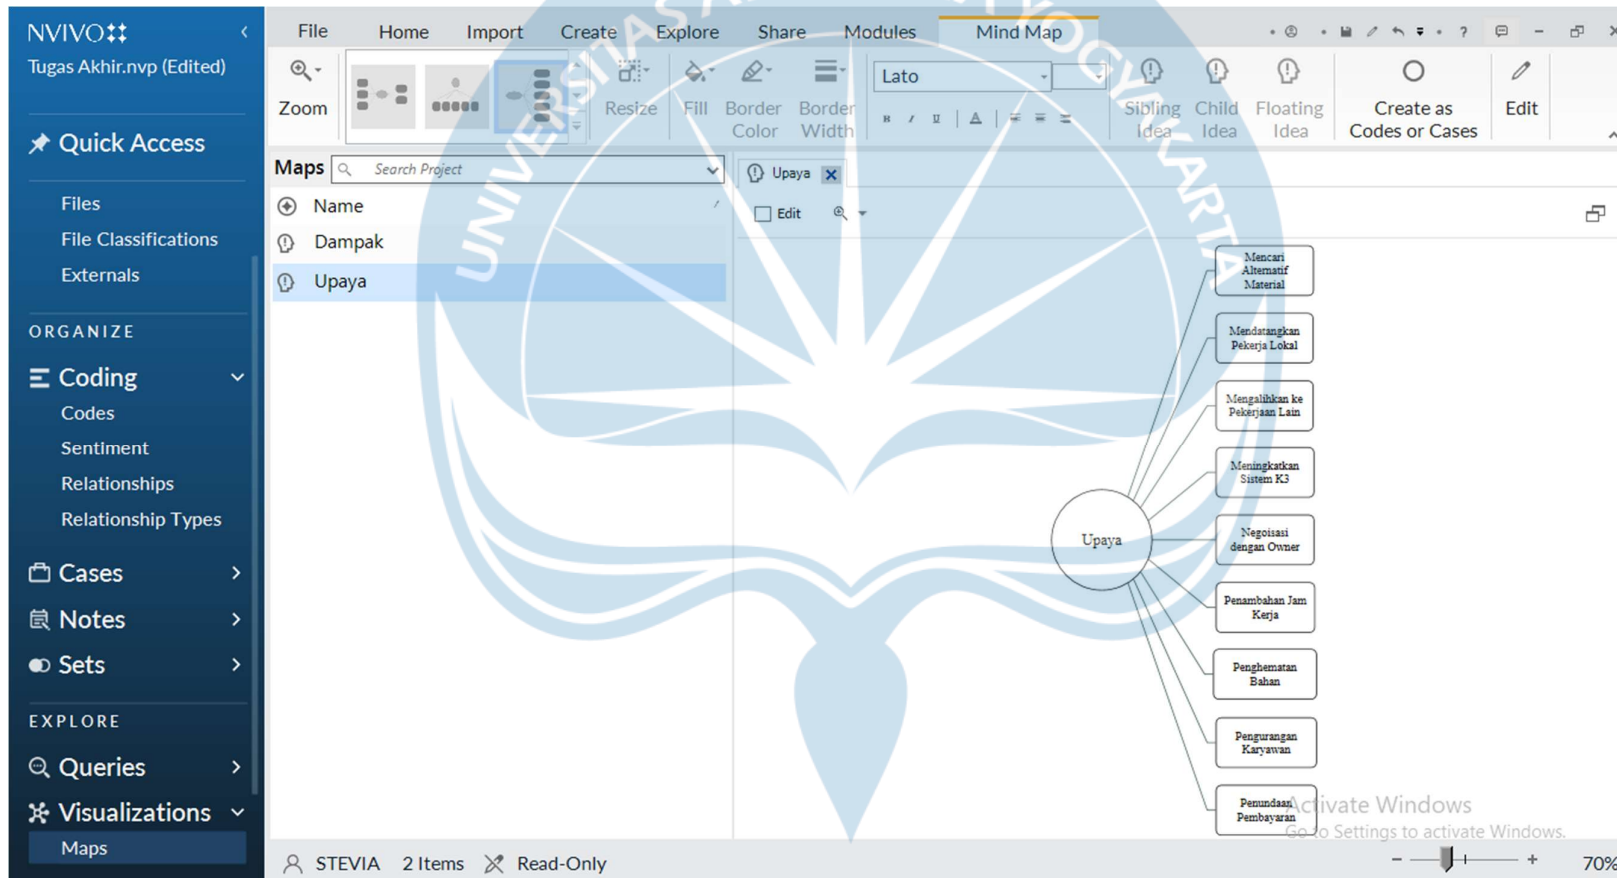 NVIVO
Tugas Akhir.nvp (Edited)
Quick Access
Files
File Classifications
Externals
ORGANIZE
Coding
Codes
Sentiment
Relationships
Relationship Types
Cases
Notes
Sets
EXPLORE
Queries
Visualizations
Maps
File Home Import Create Explore Share Modules Mind Map
Zoom
Resize
Fill
Border
Color
Border
Width
Lato
B I U A
Sibling
Idea
Child
Idea
Floating
Idea
Create as
Codes or Cases
Edit
Maps Search Project
Name
Dampak
Upaya
Upaya
Edit
Upaya
Mencari
Alternatif
Material
Mendatangkan
Pekerja Lokal
Mengalihkan ke
Pekerjaan Lain
Meningkatkan
Sistem K3
Negoisasi
dengan Owner
Penambahan Jam
Kerja
Penghematan
Bahan
Pengurangan
Karyawan
Penundaan
Pembayaran
Activate Windows
Go to Settings to activate Windows.
STEVIA 2 Items Read-Only
70%
UNIVERSITAS
YOGYAKARTA